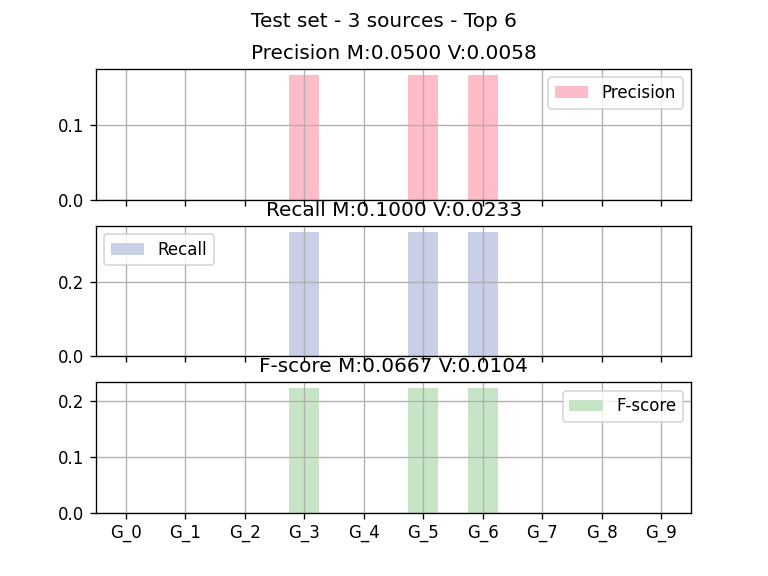 Test set - 3 sources - Top 6
Precision M:0.0500 V:0.0058
Precision
0.1
0.0
Recall M:0.1000 V:0.0233
Recall
0.2
0.0
F-score M:0.0667 V:0.0104
F-score
0.2
0.1
0.0
G_0 G_1 G_2 G_3 G_4 G_5 G_6 G_7 G_8 G_9